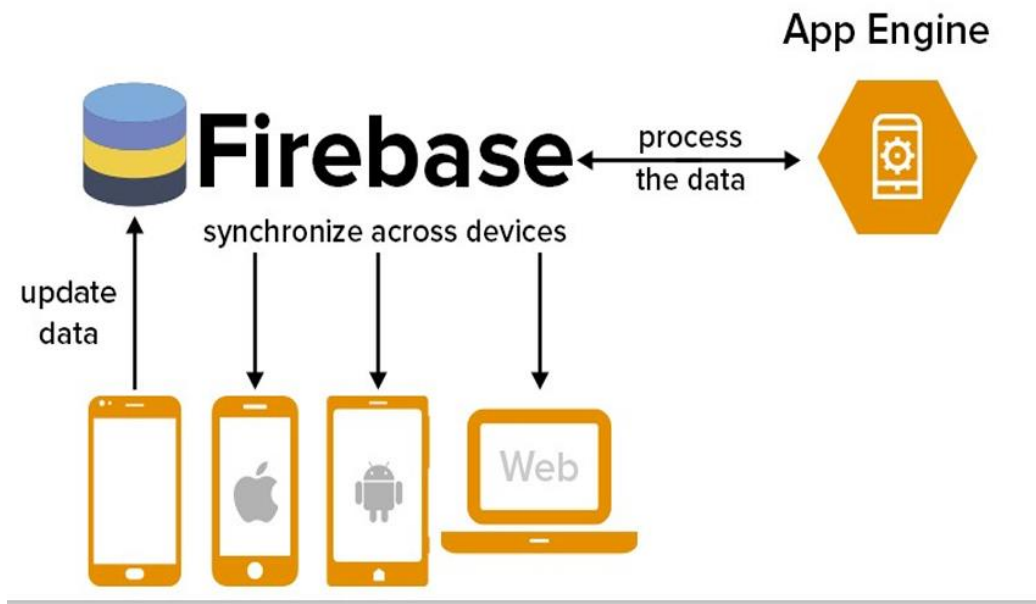 App Engine
Firebase
process
the data
synchronize across devices
update
data
Web